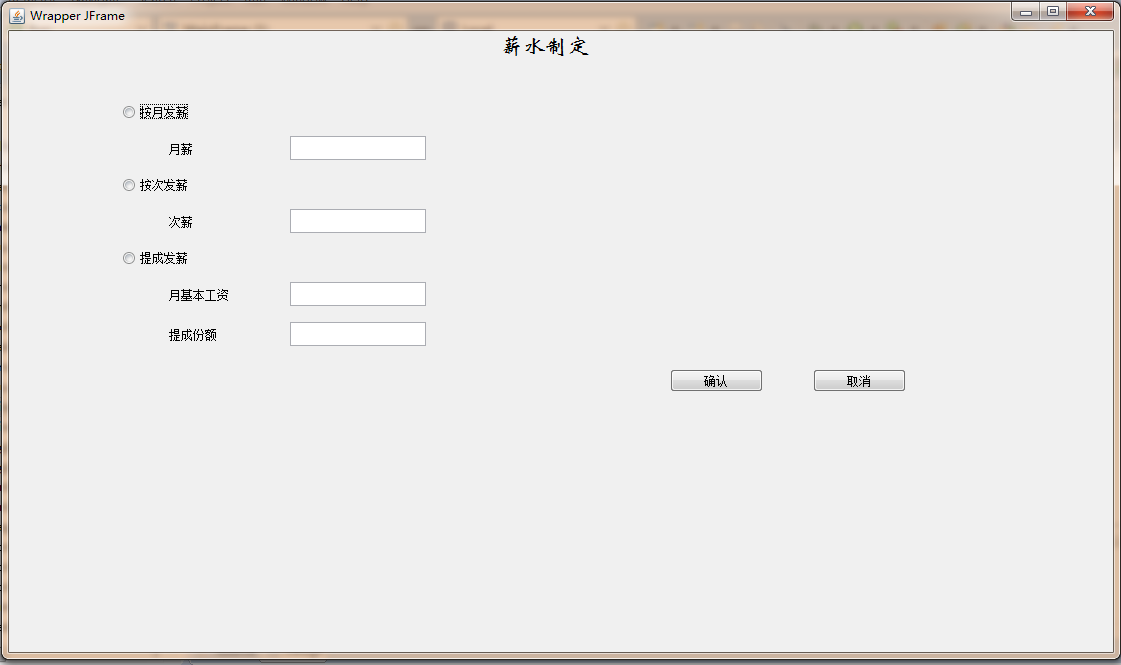 Wrapper JFrame
薪水制定
按月发薪
月薪
按次发薪
次薪
提成发薪
月基本工资
提成份额
确认
取消